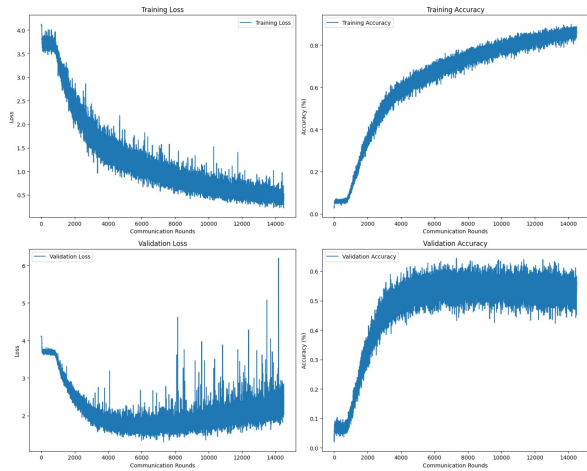 Training Loss
Training Loss
4.0
3.5
3.0
2.5
2.0
1.5
1.0
0.5
Loss
0 2000 4000 6000 8000 10000 12000 14000
Communication Rounds
Training Accuracy
Training Accuracy
0.8
0.6
0.4
0.2
0.0
Accuracy (%)
0 2000 4000 6000 8000 10000 12000 14000
Communication Rounds
Validation Loss
Validation Loss
6
5
4
3
2
Loss
0 2000 4000 6000 8000 10000 12000 14000
Communication Rounds
Validation Accuracy
Validation Accuracy
0.6
0.5
0.4
0.3
0.2
0.1
0.0
Accuracy (%)
0 2000 4000 6000 8000 10000 12000 14000
Communication Rounds